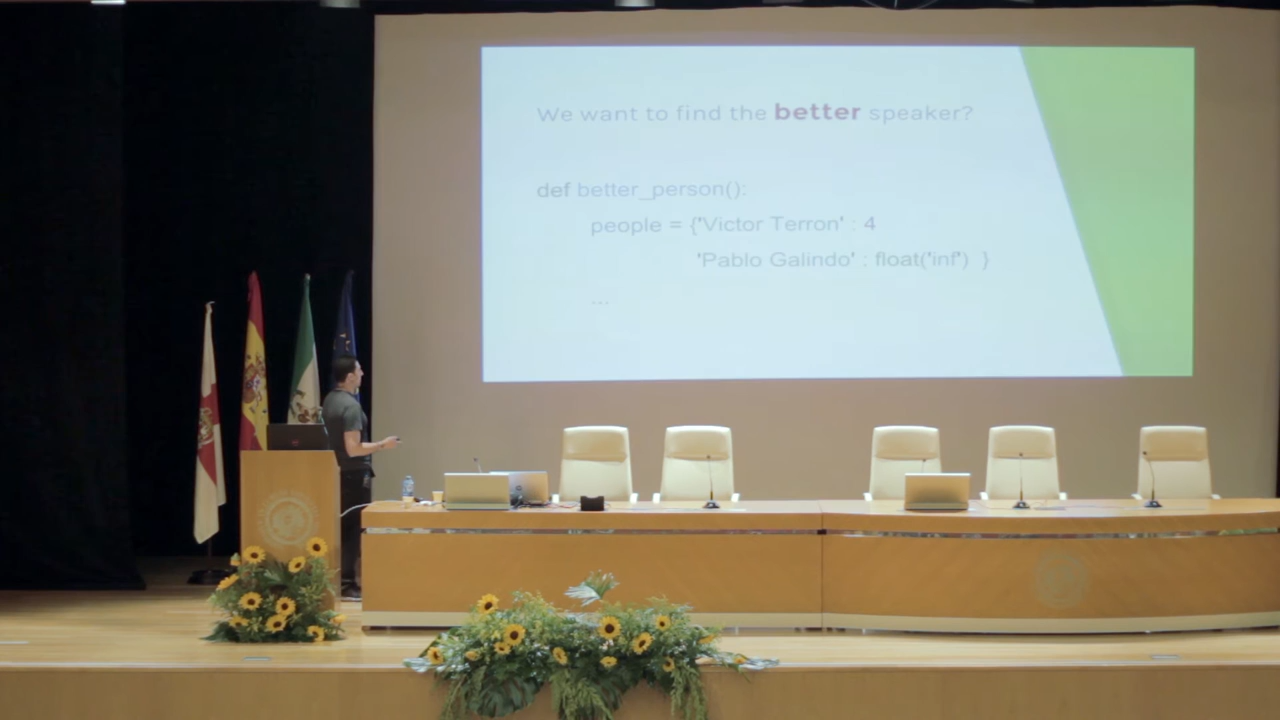 We want to find the better speaker?
def better_person():
people = {'Victor Terron' : 4
'Pablo Galindo' : float('inf') }
...